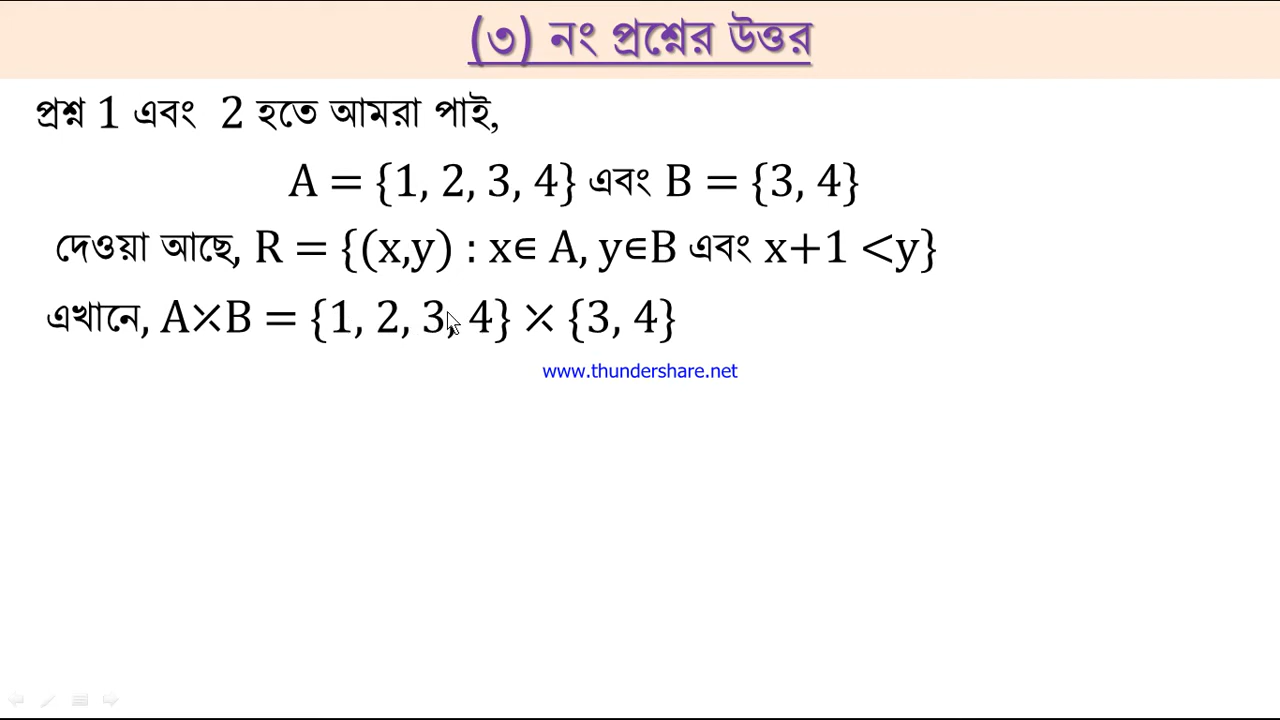 (৩) নং প্রশ্নের উত্তর
প্রশ্ন 1 এবং 2 হতে আমরা পাই,
A = {1, 2, 3, 4} এবং B = {3, 4}
দেওয়া আছে, R = {(x,y) : x∈ A, y∈B এবং x+1 <y}
এখানে, A×B = {1, 2, 3, 4} × {3, 4}
www.thundershare.net